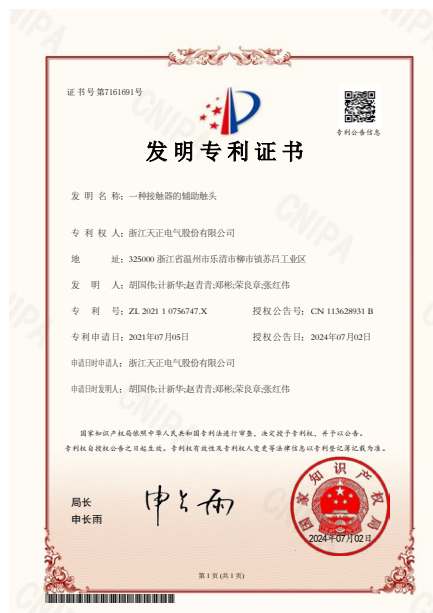 证书号第7161691号
专利公告信息
发明专利证书
发明名称：一种接触器的辅助触头
专利权人：浙江天正电气股份有限公司
地址：325000 浙江省温州市乐清市柳市镇苏吕工业区
发明人：胡国伟;计新华;赵青青;郑彬;荣良章;张红伟
专利号：ZL 2021 1 0756747.X 授权公告号：CN 113628931 B
专利申请日：2021年07月05日 授权公告日：2024年07月02日
申请日时申请人：浙江天正电气股份有限公司
申请日时发明人：胡国伟;计新华;赵青青;郑彬;荣良章;张红伟
国家知识产权局依照中华人民共和国专利法进行审查，决定授予专利权，并予以公告。
专利权自授权公告之日起生效。专利权有效性及专利权人变更等法律信息以专利登记簿记载为准。
局长
申长雨
申长雨
国家知识产权局
2024年07月02日
第 1 页 (共 1 页)
CNIPA